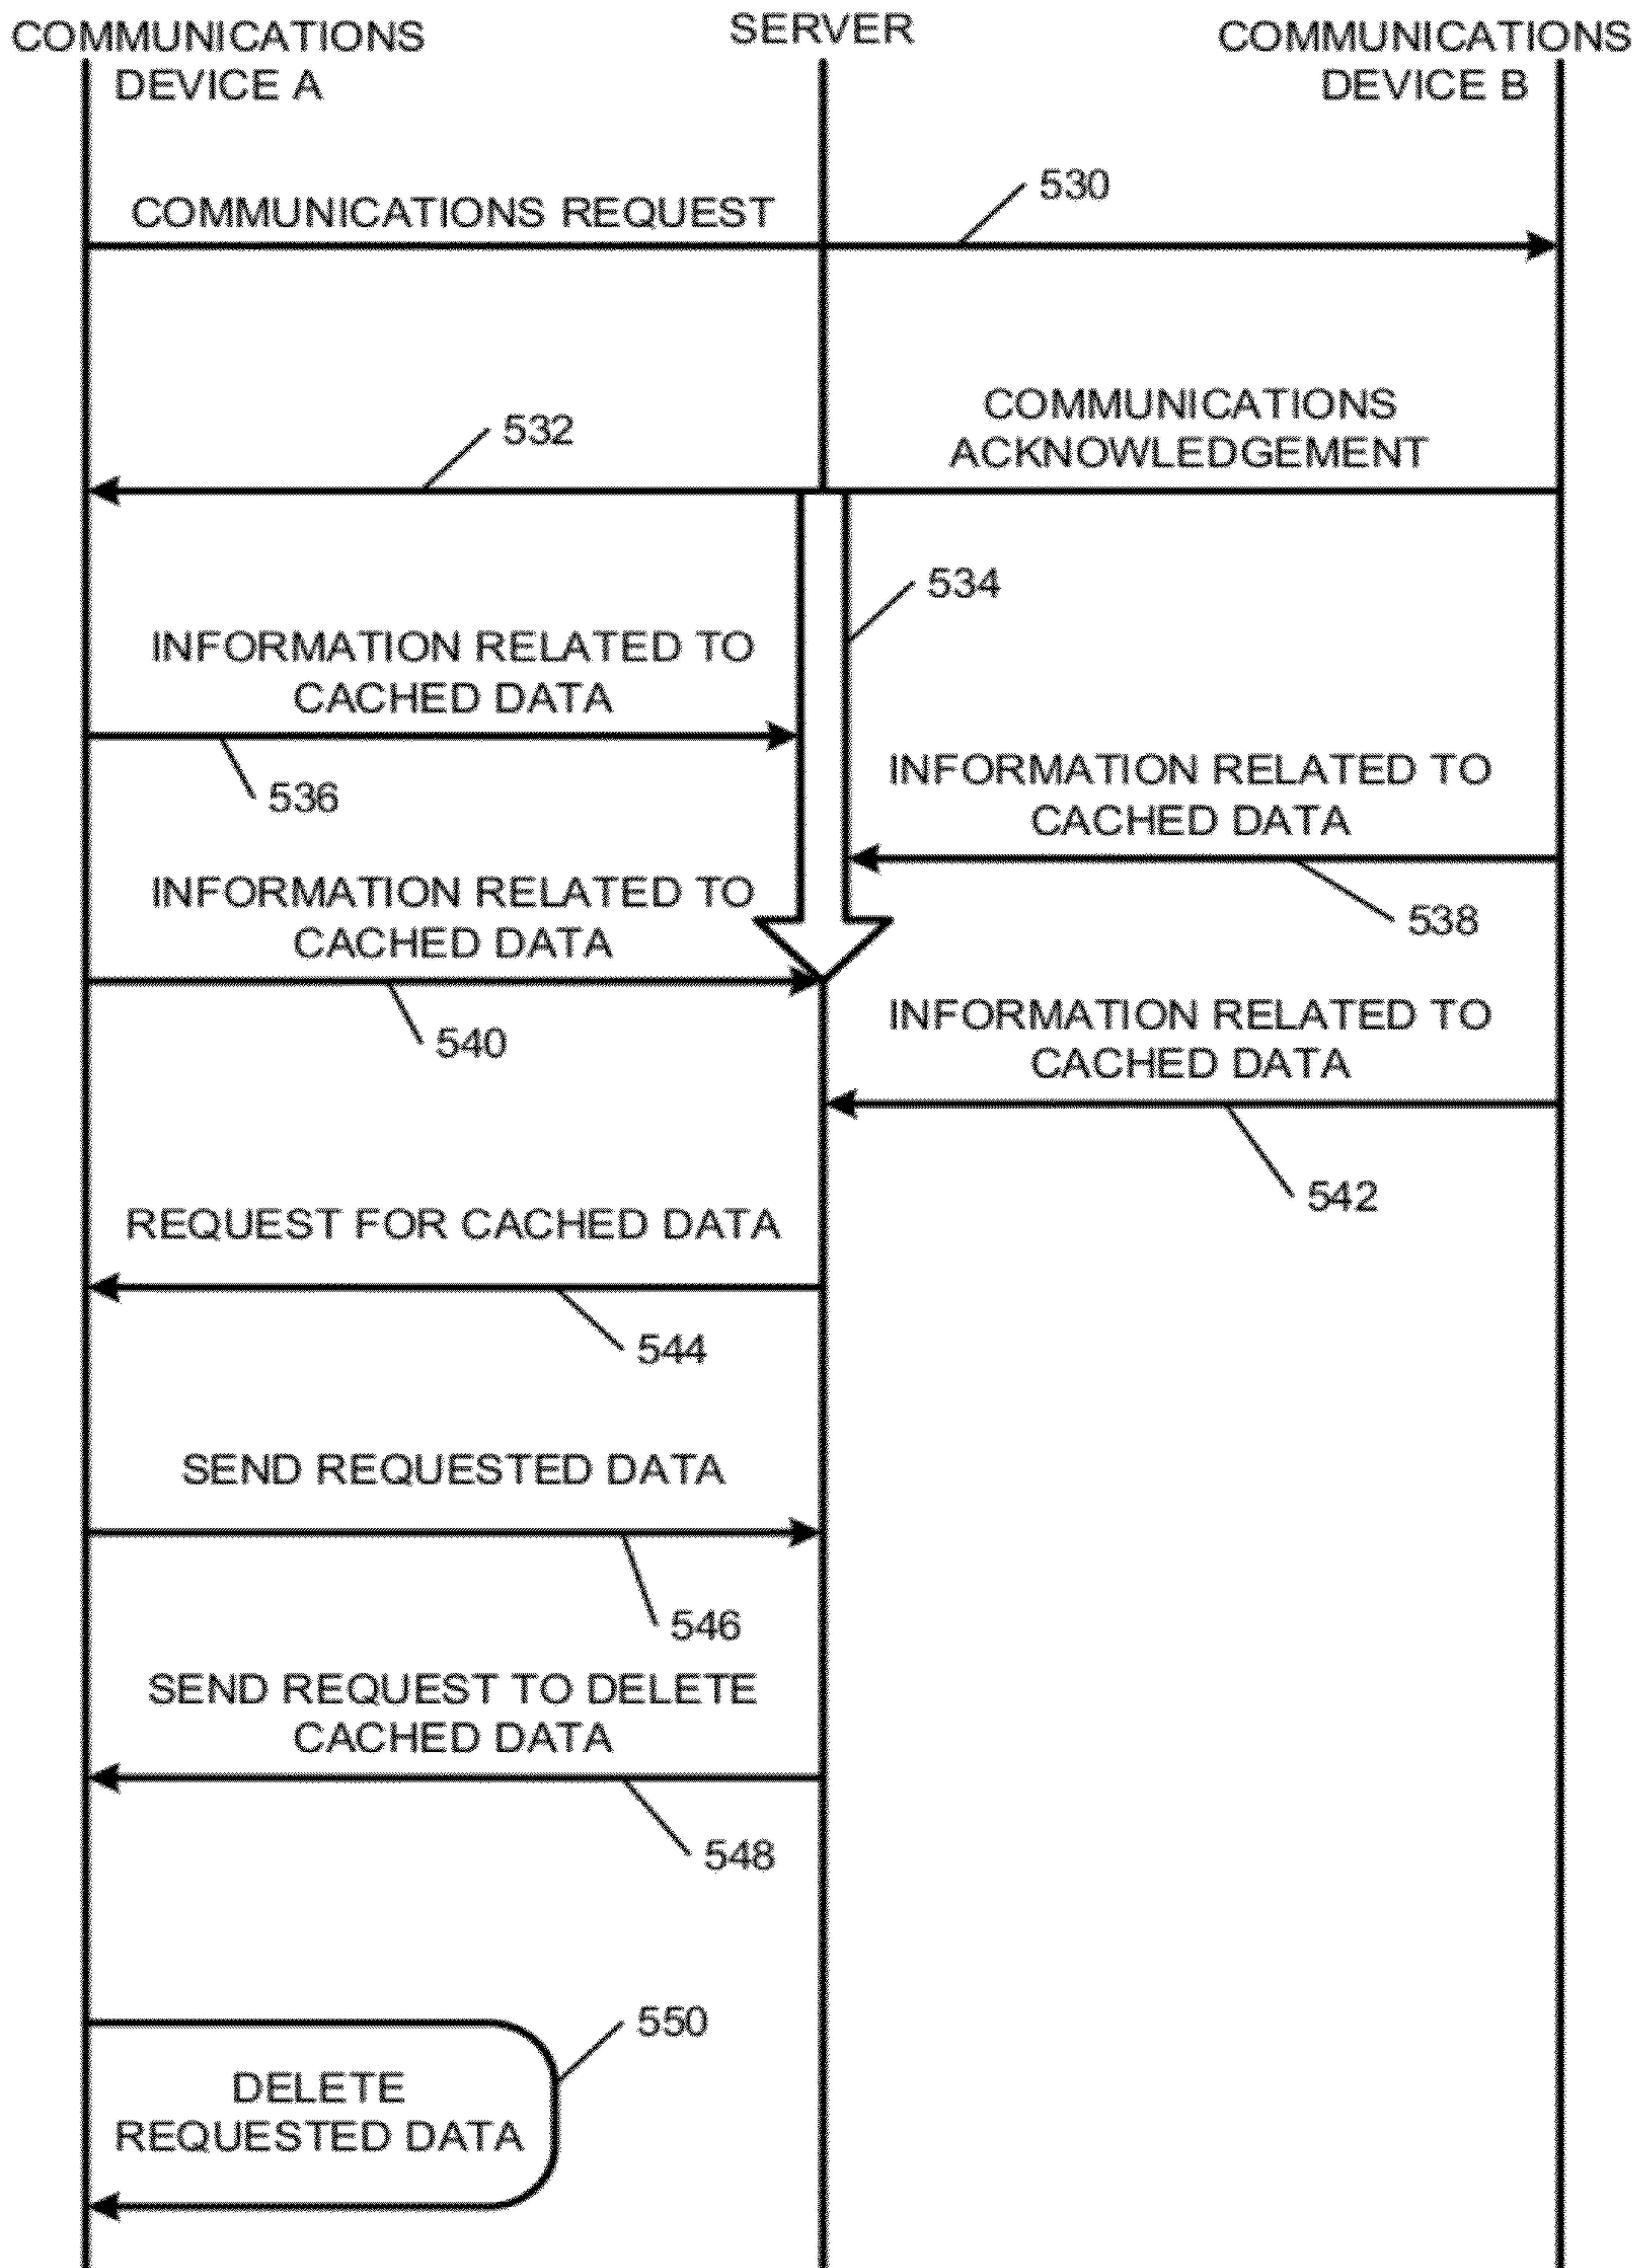 COMMUNICATIONS
DEVICE A
SERVER
COMMUNICATIONS
DEVICE B
530
COMMUNICATIONS REQUEST
COMMUNICATIONS
ACKNOWLEDGEMENT
532
534
INFORMATION RELATED TO
CACHED DATA
536
INFORMATION RELATED TO
CACHED DATA
538
INFORMATION RELATED TO
CACHED DATA
540
INFORMATION RELATED TO
CACHED DATA
542
REQUEST FOR CACHED DATA
544
SEND REQUESTED DATA
546
SEND REQUEST TO DELETE
CACHED DATA
548
550
DELETE
REQUESTED DATA